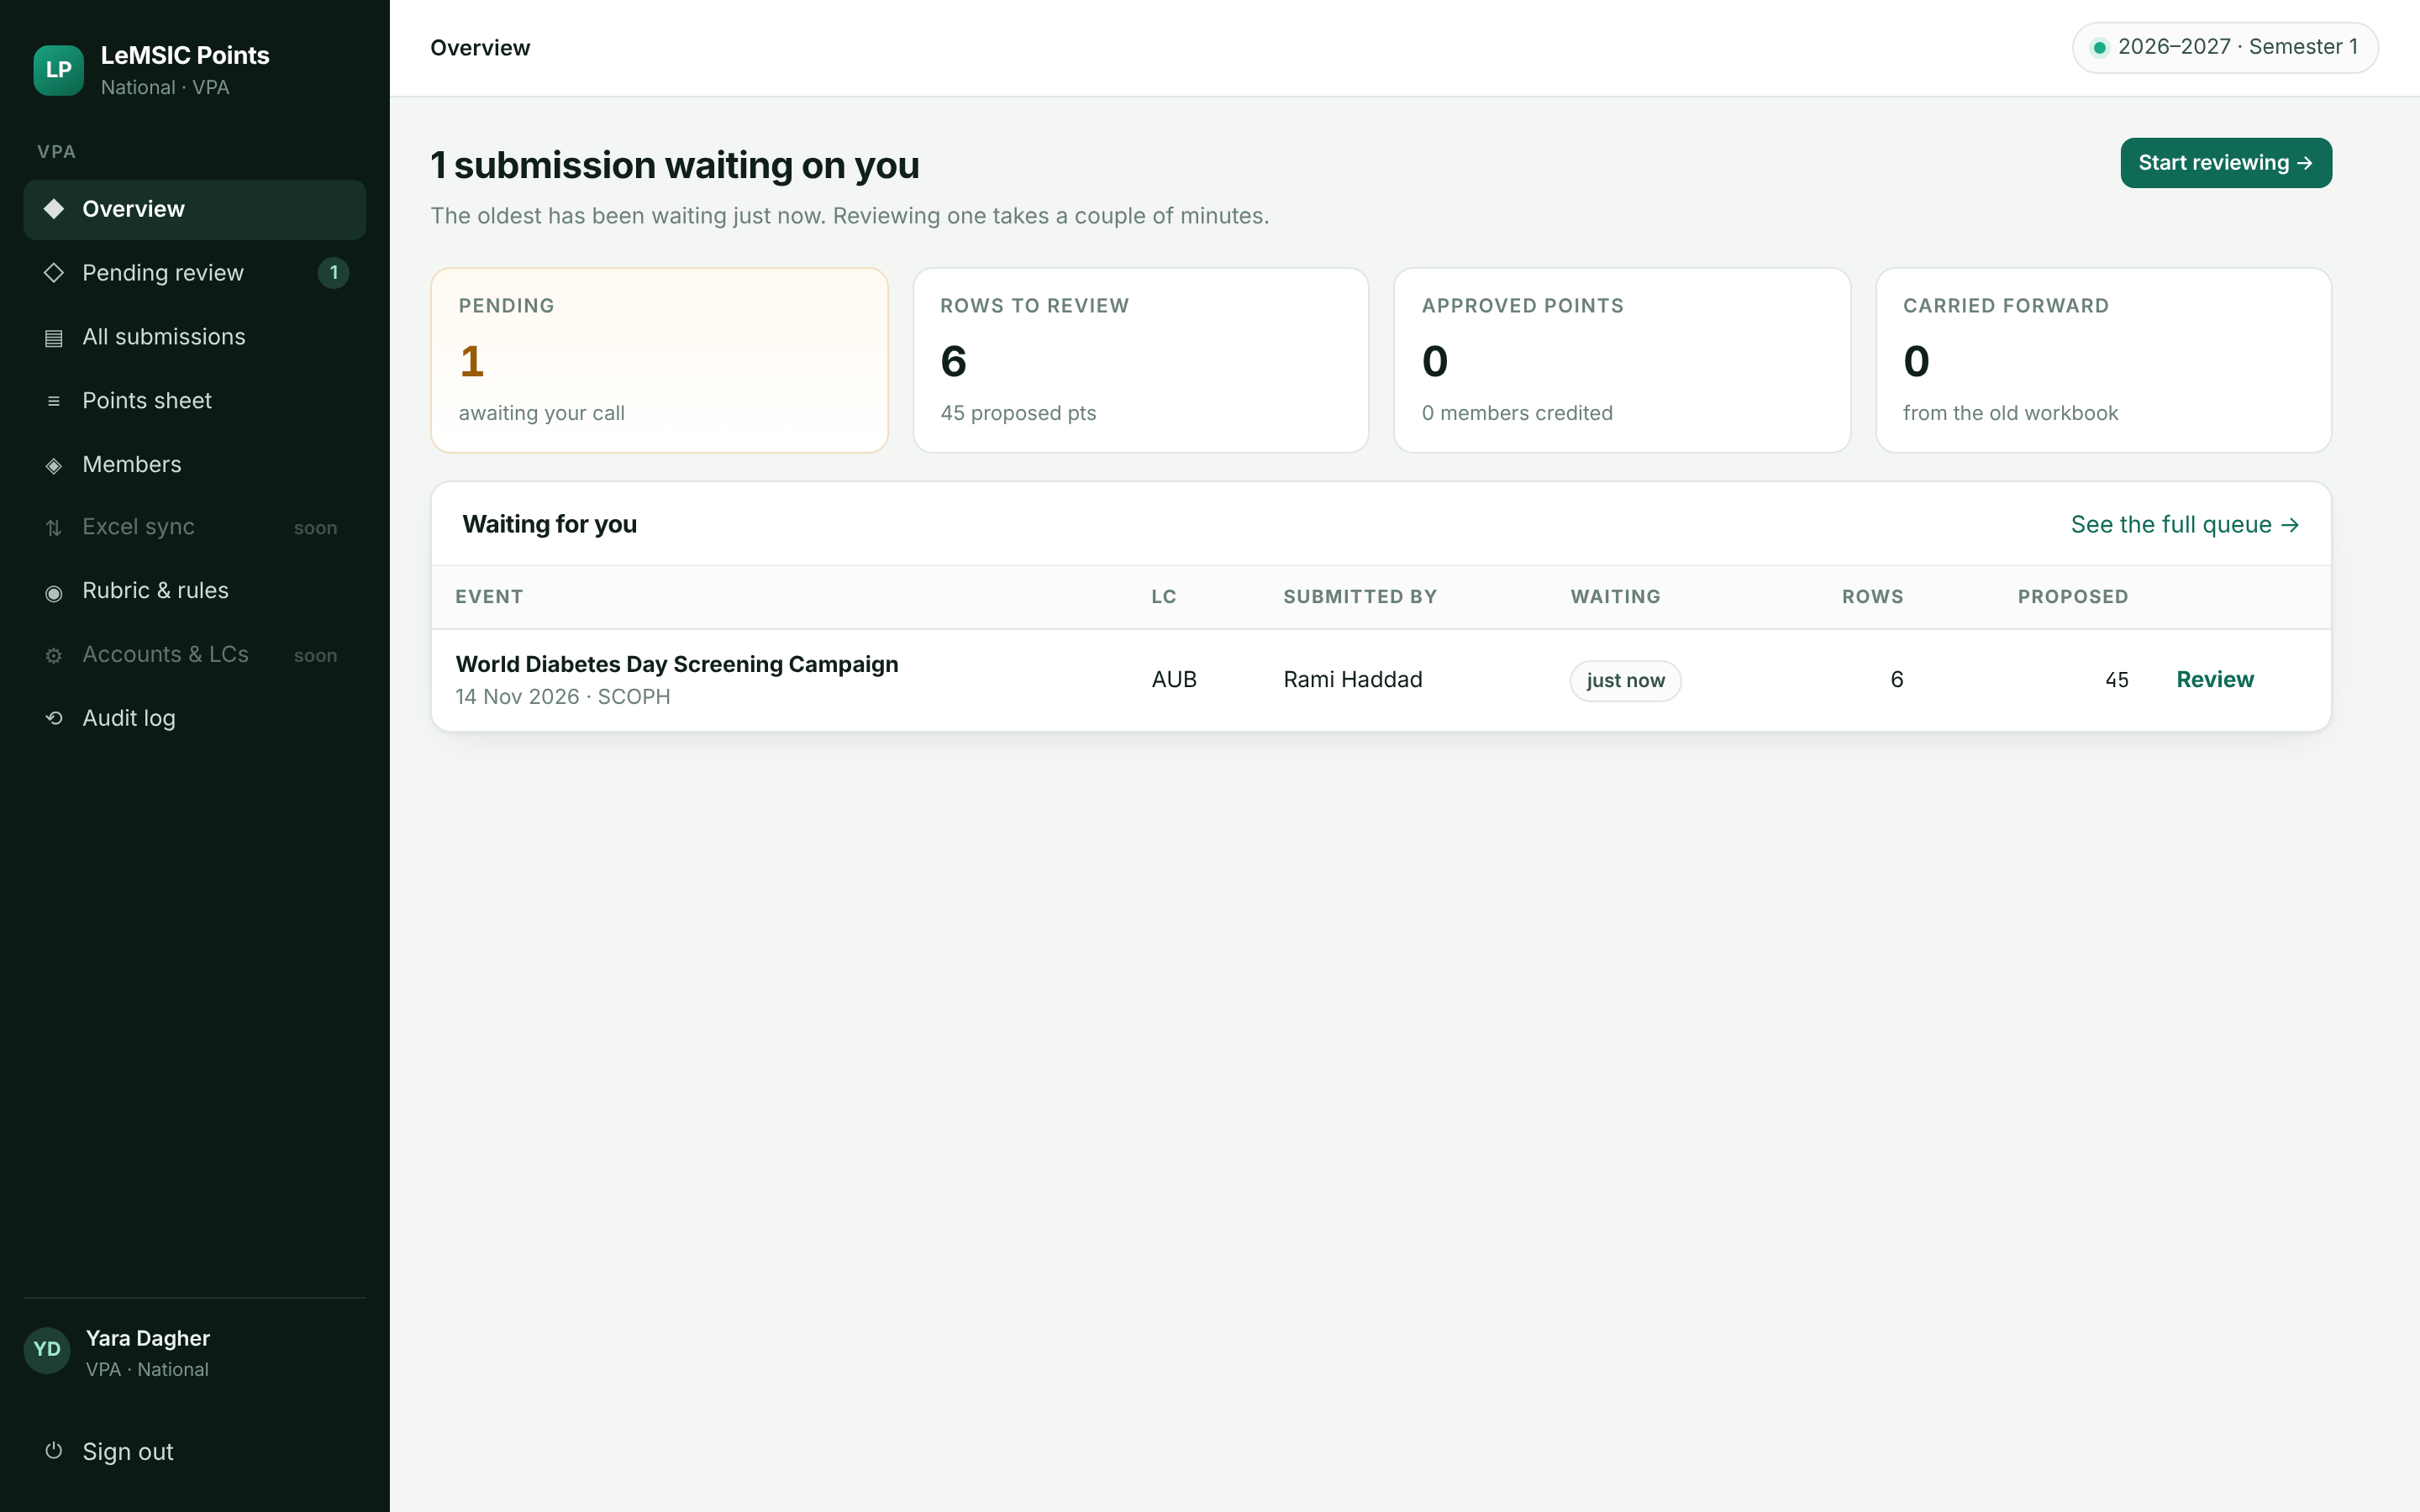 LP
LeMSIC Points
National · VPA
VPA
Overview
Pending review 1
All submissions
Points sheet
Members
Excel sync soon
Rubric & rules
Accounts & LCs soon
Audit log
YD
Yara Dagher
VPA · National
Sign out
Overview
2026–2027 · Semester 1
1 submission waiting on you
Start reviewing →
The oldest has been waiting just now. Reviewing one takes a couple of minutes.
PENDING
1
awaiting your call
ROWS TO REVIEW
6
45 proposed pts
APPROVED POINTS
0
0 members credited
CARRIED FORWARD
0
from the old workbook
Waiting for you
See the full queue →
EVENT LC SUBMITTED BY WAITING ROWS PROPOSED
World Diabetes Day Screening Campaign
14 Nov 2026 · SCOPH
AUB Rami Haddad just now 6 45 Review